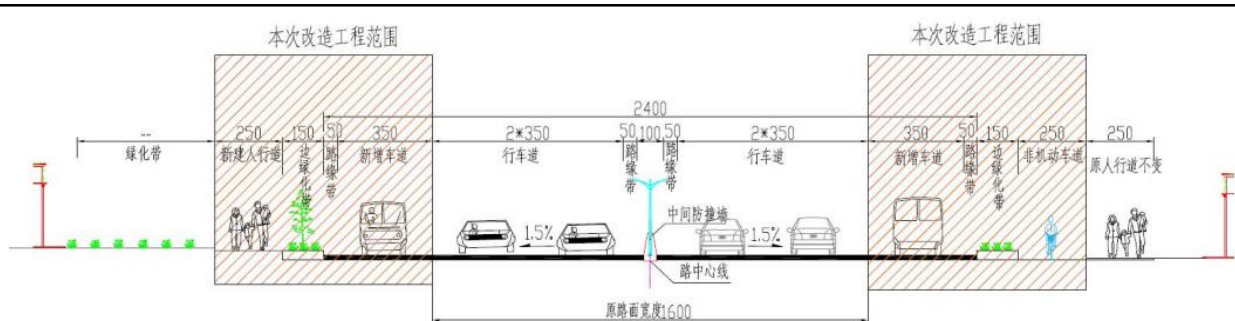 本次改造工程范围
本次改造工程范围
2400
--
250
150
50
350
2*350
50
100
50
2*350
350
50
150
250
250
绿化带
新建人行道
边绿化带
路缘带
新增车道
行车道
路缘带
路缘带
行车道
新增车道
路缘带
边绿化带
非机动车道
原人行道不变
中间防撞墙
1.5%
1.5%
路中心线
原路面宽度1600